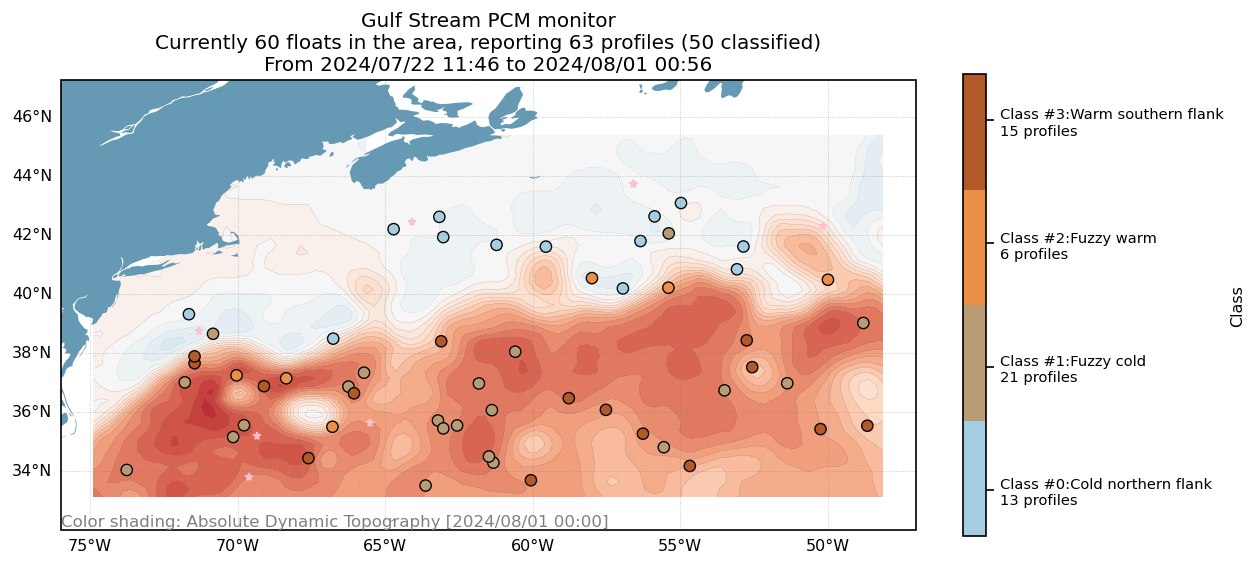 Gulf Stream PCM monitor
Currently 60 floats in the area, reporting 63 profiles (50 classified)
From 2024/07/22 11:46 to 2024/08/01 00:56
46°N
44°N
42°N
40°N
38°N
36°N
34°N
Color shading: Absolute Dynamic Topography [2024/08/01 00:00]
75°W
70°W
65°W
60°W
55°W
50°W
Class #3:Warm southern flank
15 profiles
Class #2:Fuzzy warm
6 profiles
Class #1:Fuzzy cold
21 profiles
Class #0:Cold northern flank
13 profiles
Class